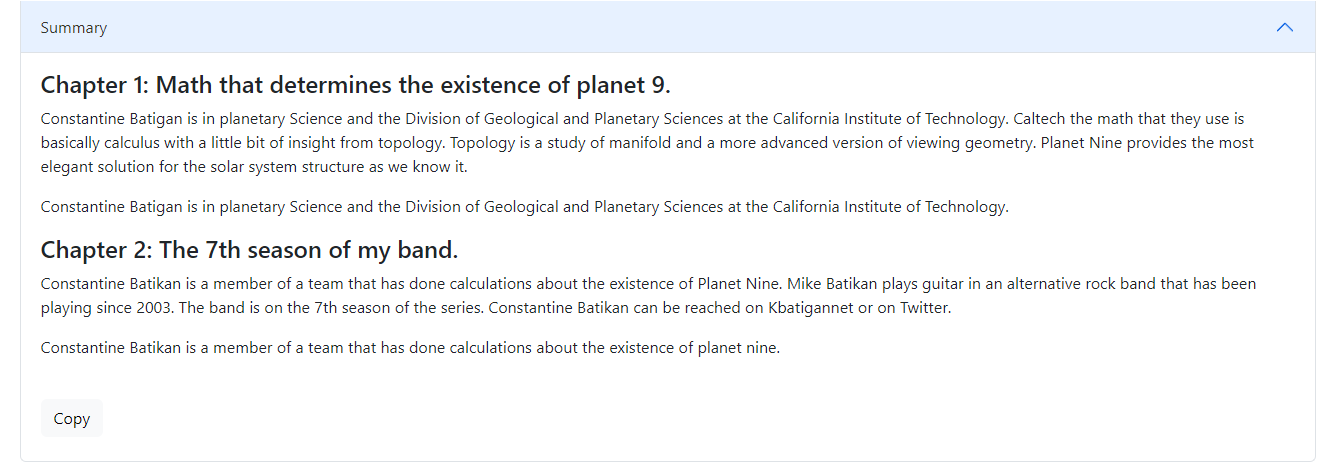 Summary
Chapter 1: Math that determines the existence of planet 9.
Constantine Batigan is in planetary Science and the Division of Geological and Planetary Sciences at the California Institute of Technology. Caltech the math that they use is
basically calculus with a little bit of insight from topology. Topology is a study of manifold and a more advanced version of viewing geometry. Planet Nine provides the most
elegant solution for the solar system structure as we know it.
Constantine Batigan is in planetary Science and the Division of Geological and Planetary Sciences at the California Institute of Technology.
Chapter 2: The 7th season of my band.
Constantine Batikan is a member of a team that has done calculations about the existence of Planet Nine. Mike Batikan plays guitar in an alternative rock band that has been
playing since 2003. The band is on the 7th season of the series. Constantine Batikan can be reached on Kbatigannet or on Twitter.
Constantine Batikan is a member of a team that has done calculations about the existence of planet nine.
Copy